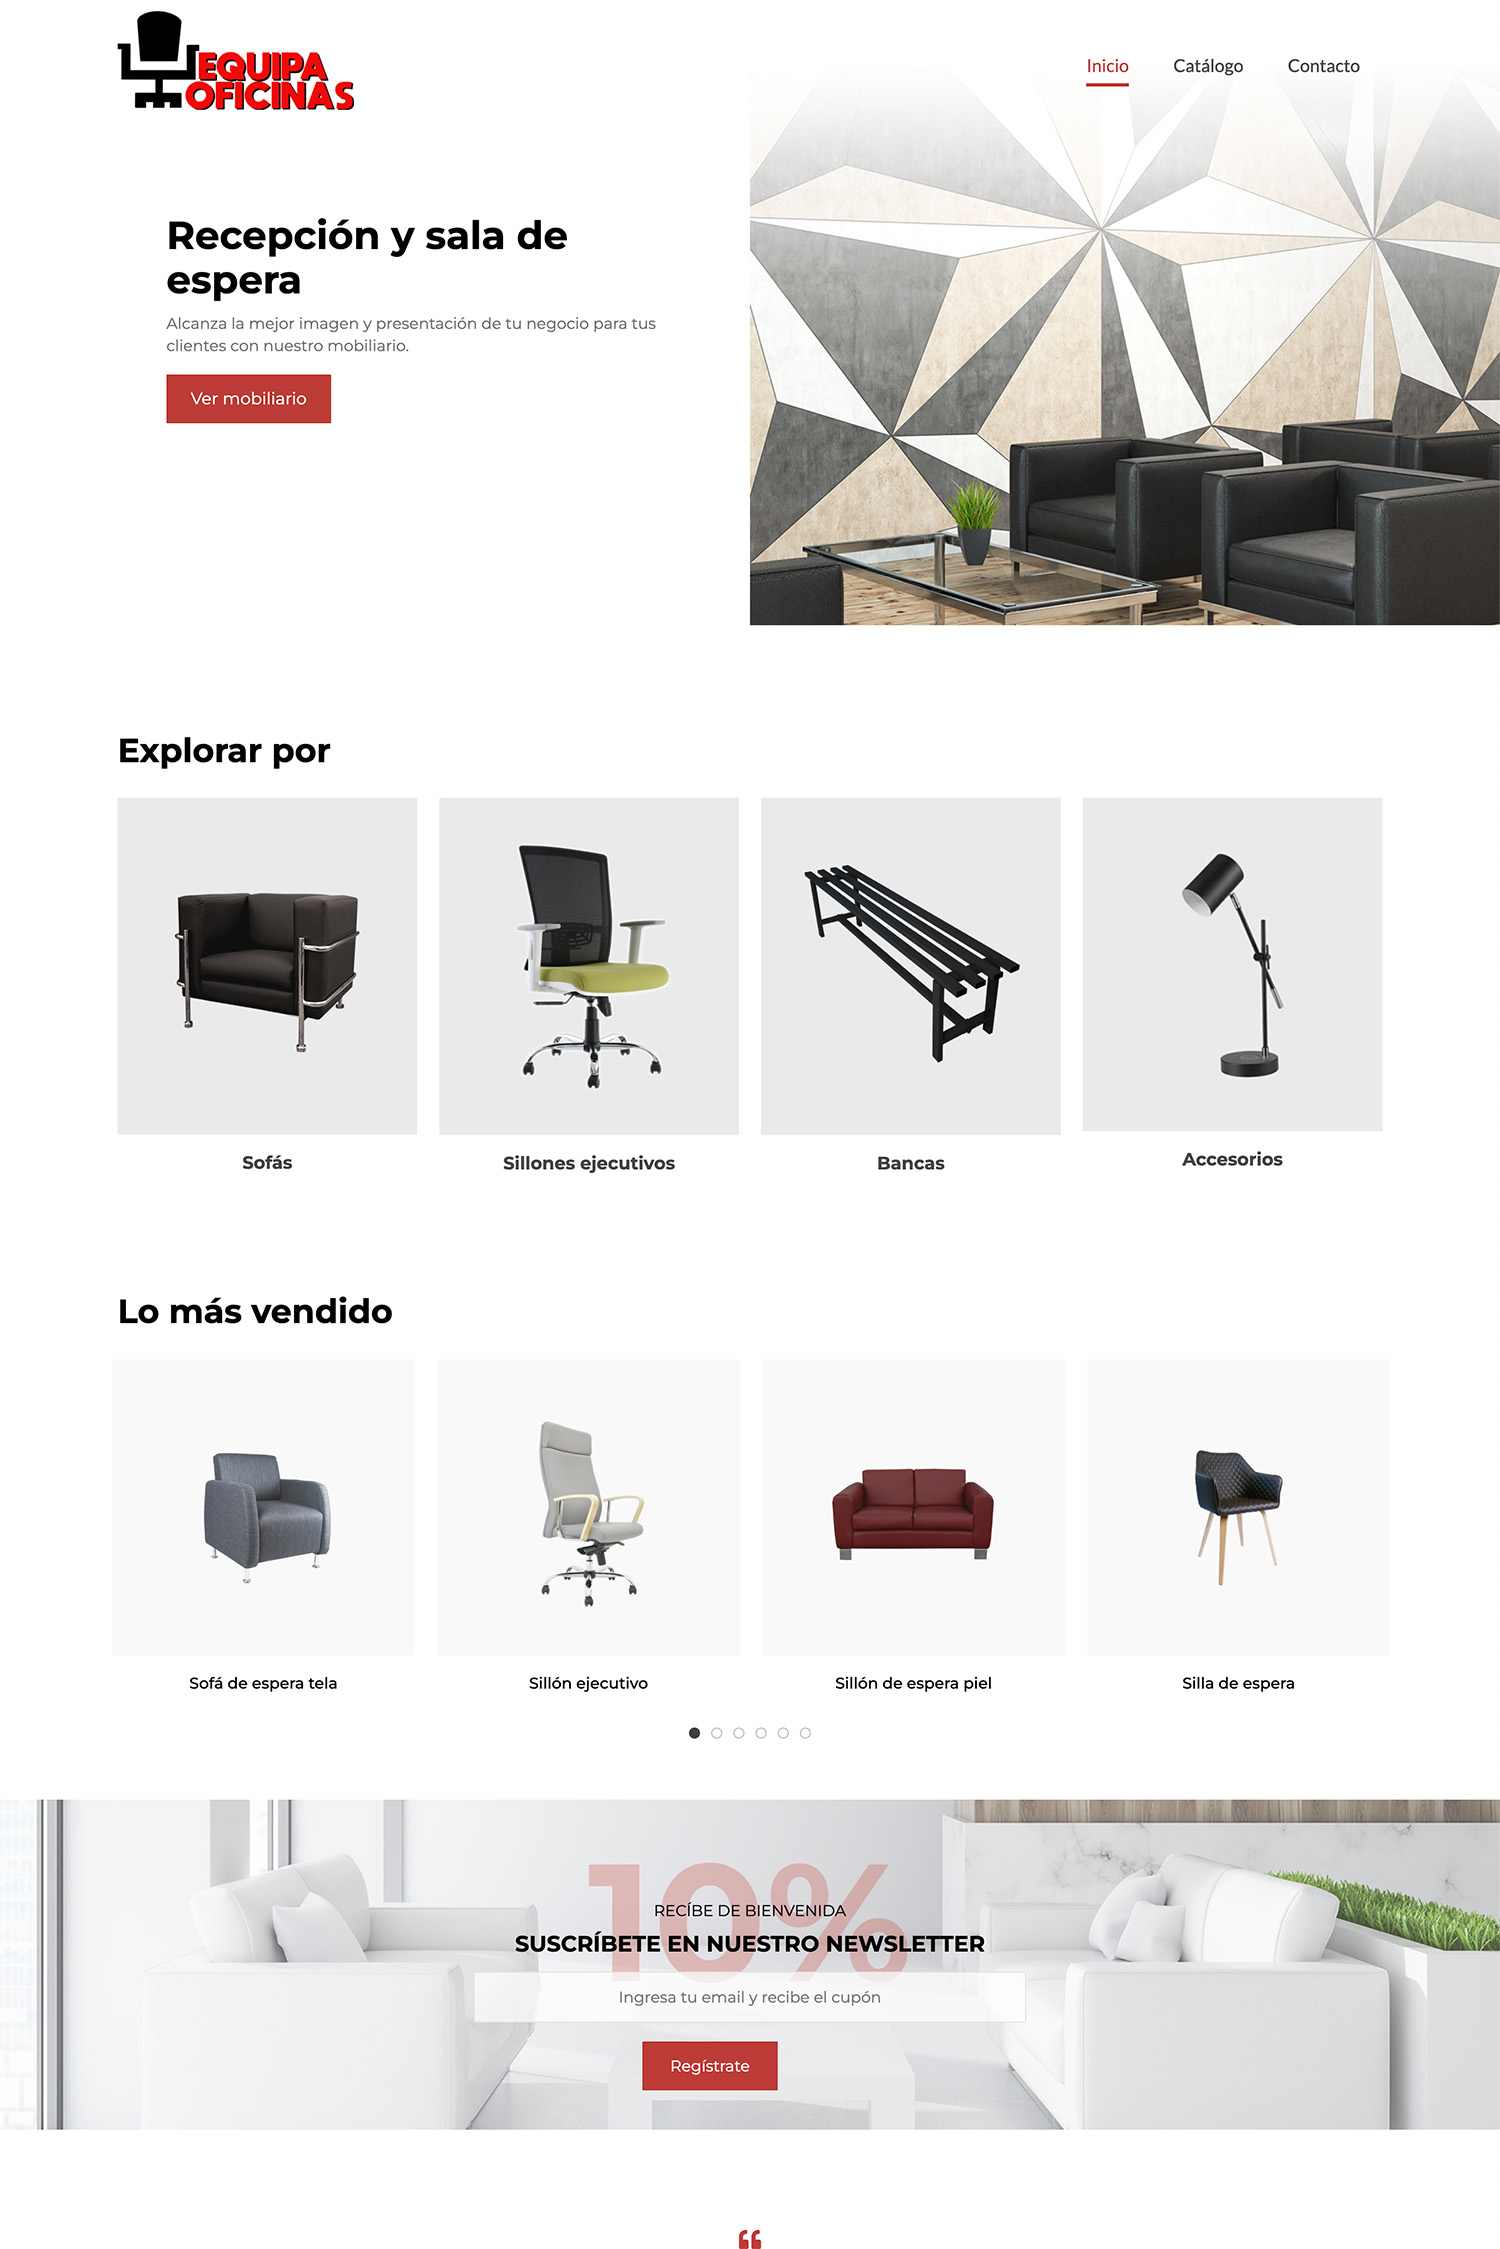 EQUIPA
OFICINAS
Inicio
Catálogo
Contacto
Recepción y sala de
espera
Alcanza la mejor imagen y presentación de tu negocio para tus
clientes con nuestro mobiliario.
Ver mobiliario
Explorar por
Sofás
Sillones ejecutivos
Bancas
Accesorios
Lo más vendido
Sofá de espera tela
Sillón ejecutivo
Sillón de espera piel
Silla de espera
10%
RECÍBE DE BIENVENIDA
SUSCRÍBETE EN NUESTRO NEWSLETTER
Ingresa tu email y recibe el cupón
Regístrate
❝